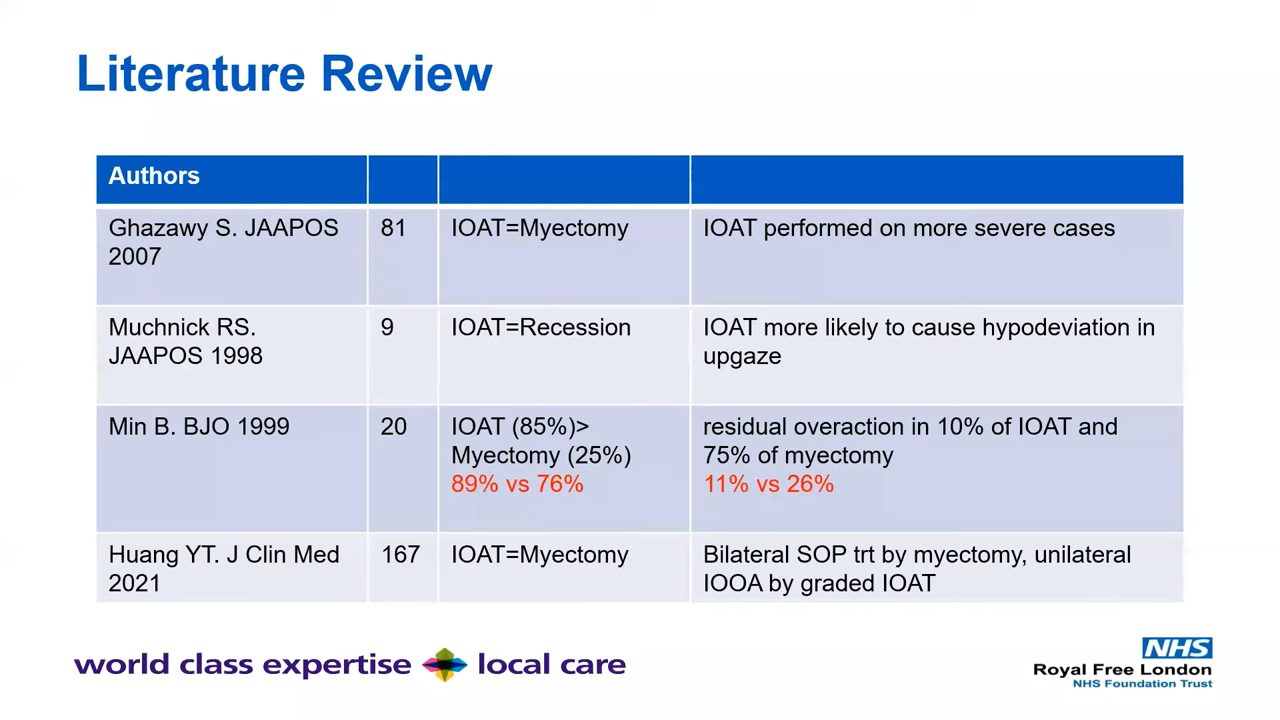 Literature Review
Authors
Ghazawy S. JAAPOS 2007
81
IOAT=Myectomy
IOAT performed on more severe cases
Muchnick RS. JAAPOS 1998
9
IOAT=Recession
IOAT more likely to cause hypodeviation in upgaze
Min B. BJO 1999
20
IOAT (85%)> Myectomy (25%)
89% vs 76%
residual overaction in 10% of IOAT and 75% of myectomy
11% vs 26%
Huang YT. J Clin Med 2021
167
IOAT=Myectomy
Bilateral SOP trt by myectomy, unilateral IOOA by graded IOAT
world class expertise local care
NHS
Royal Free London
NHS Foundation Trust